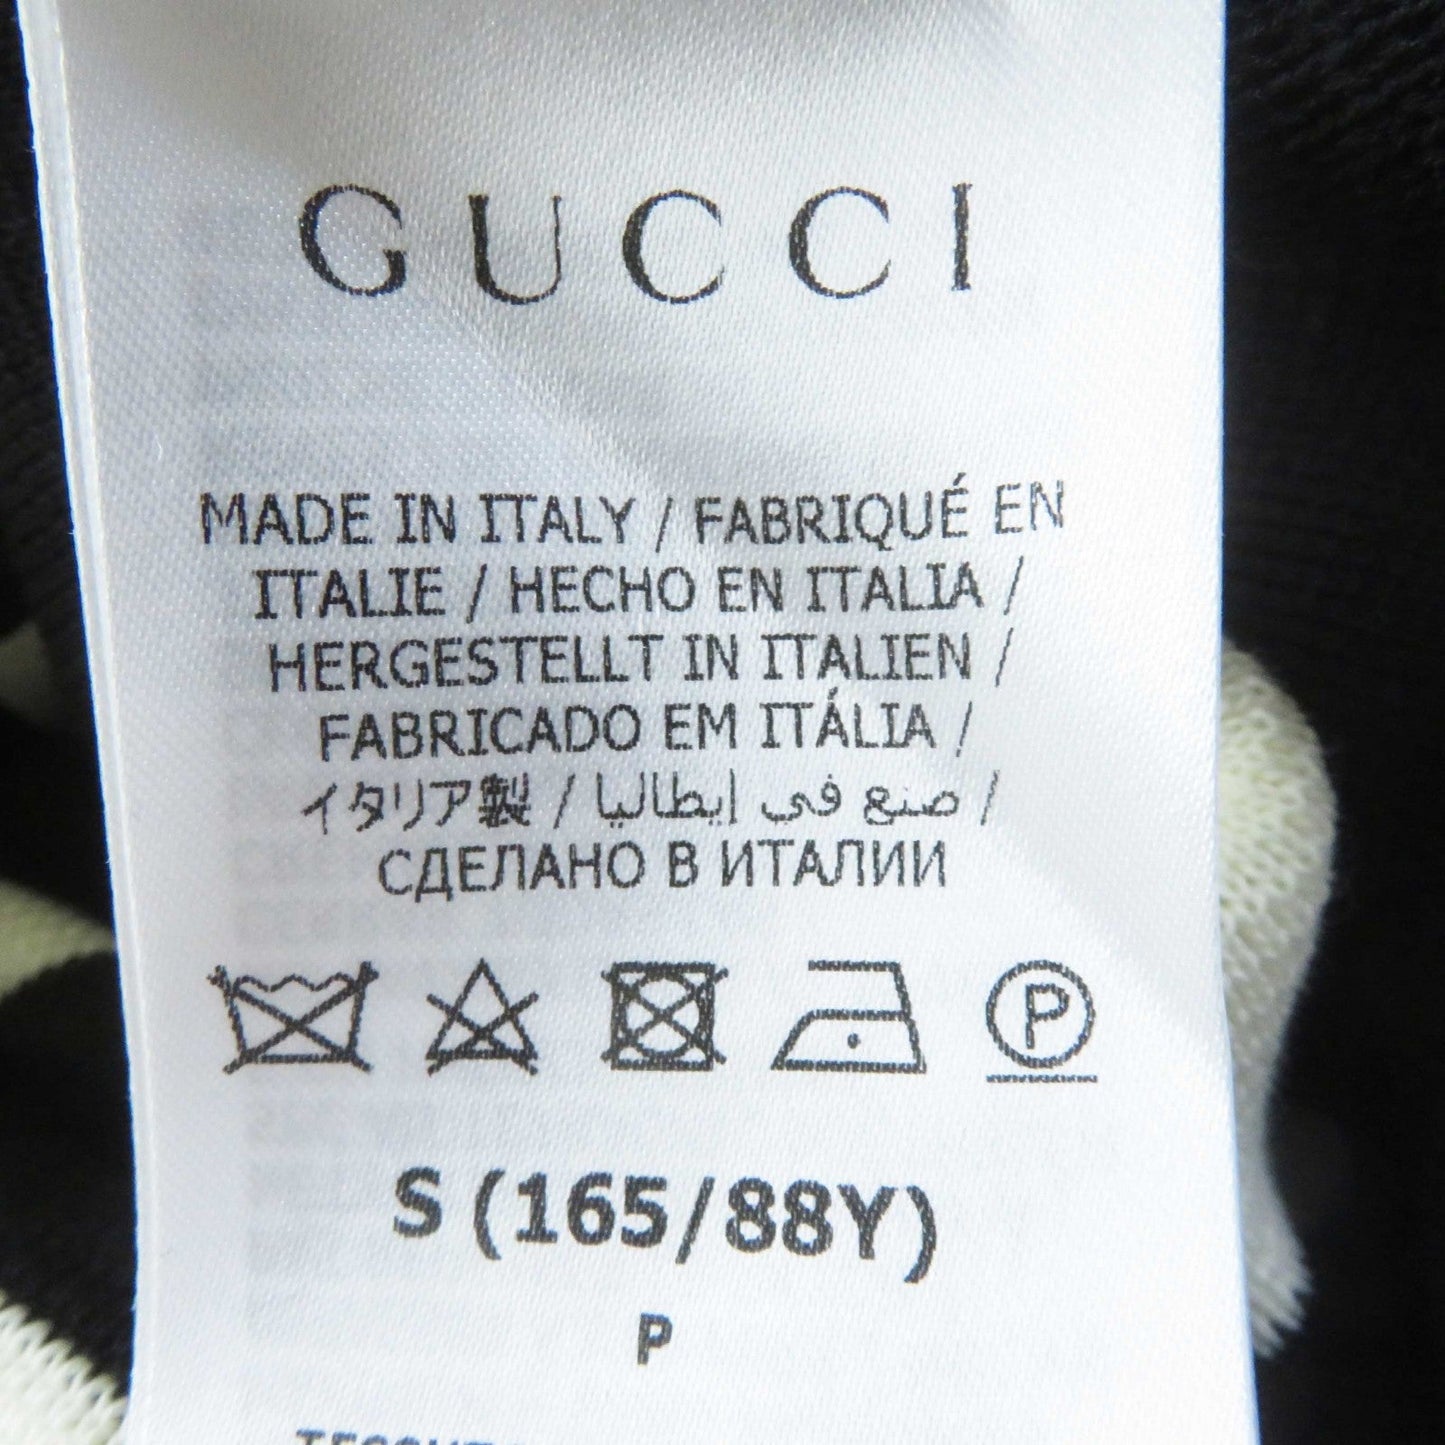 GUCCI
MADE IN ITALY / FABRIQUÉ EN
ITALIE / HECHO EN ITALIA /
HERGESTELLT IN ITALIEN /
FABRICADO EM ITÁLIA /
イタリア製 / صنع في إيطاليا /
СДЕЛАНО В ИТАЛИИ
P
S (165/88Y)
P